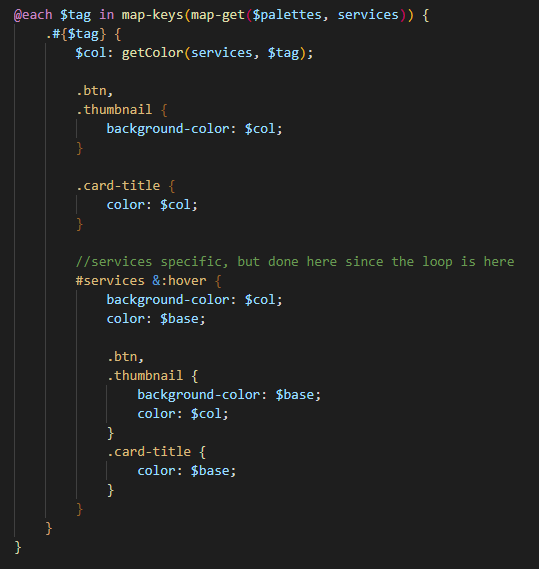 @each $tag in map-keys(map-get($palettes, services)) {
.#{$tag} {
$col: getColor(services, $tag);
.btn,
.thumbnail {
background-color: $col;
}
.card-title {
color: $col;
}
//services specific, but done here since the loop is here
#services &:hover {
background-color: $col;
color: $base;
.btn,
.thumbnail {
background-color: $base;
color: $col;
}
.card-title {
color: $base;
}
}
}
}